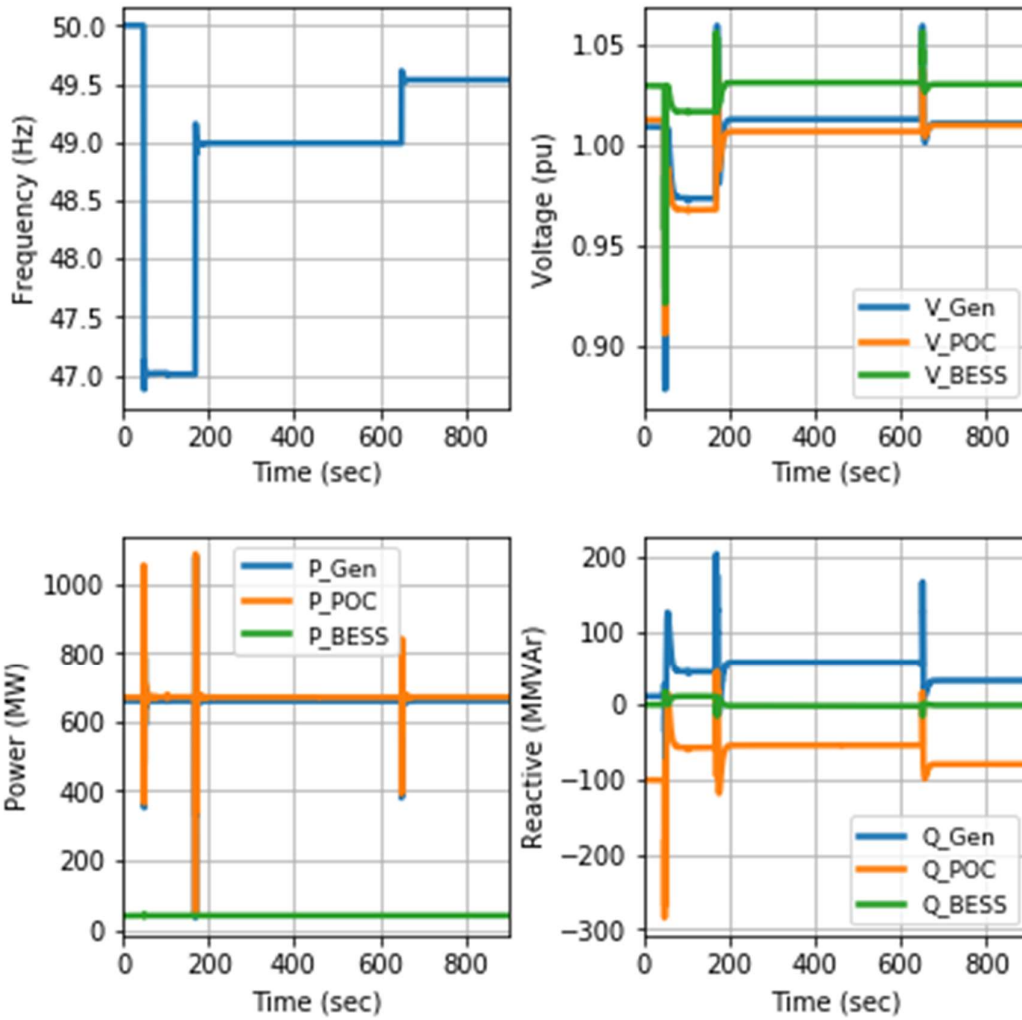 Frequency (Hz)
50.0
49.5
49.0
48.5
48.0
47.5
47.0
0 200 400 600 800
Time (sec)
Voltage (pu)
1.05
1.00
0.95
0.90
V_Gen
V_POC
V_BESS
0 200 400 600 800
Time (sec)
Power (MW)
1000
800
600
400
200
0
P_Gen
P_POC
P_BESS
0 200 400 600 800
Time (sec)
Reactive (MMVAr)
200
100
0
−100
−200
−300
Q_Gen
Q_POC
Q_BESS
0 200 400 600 800
Time (sec)